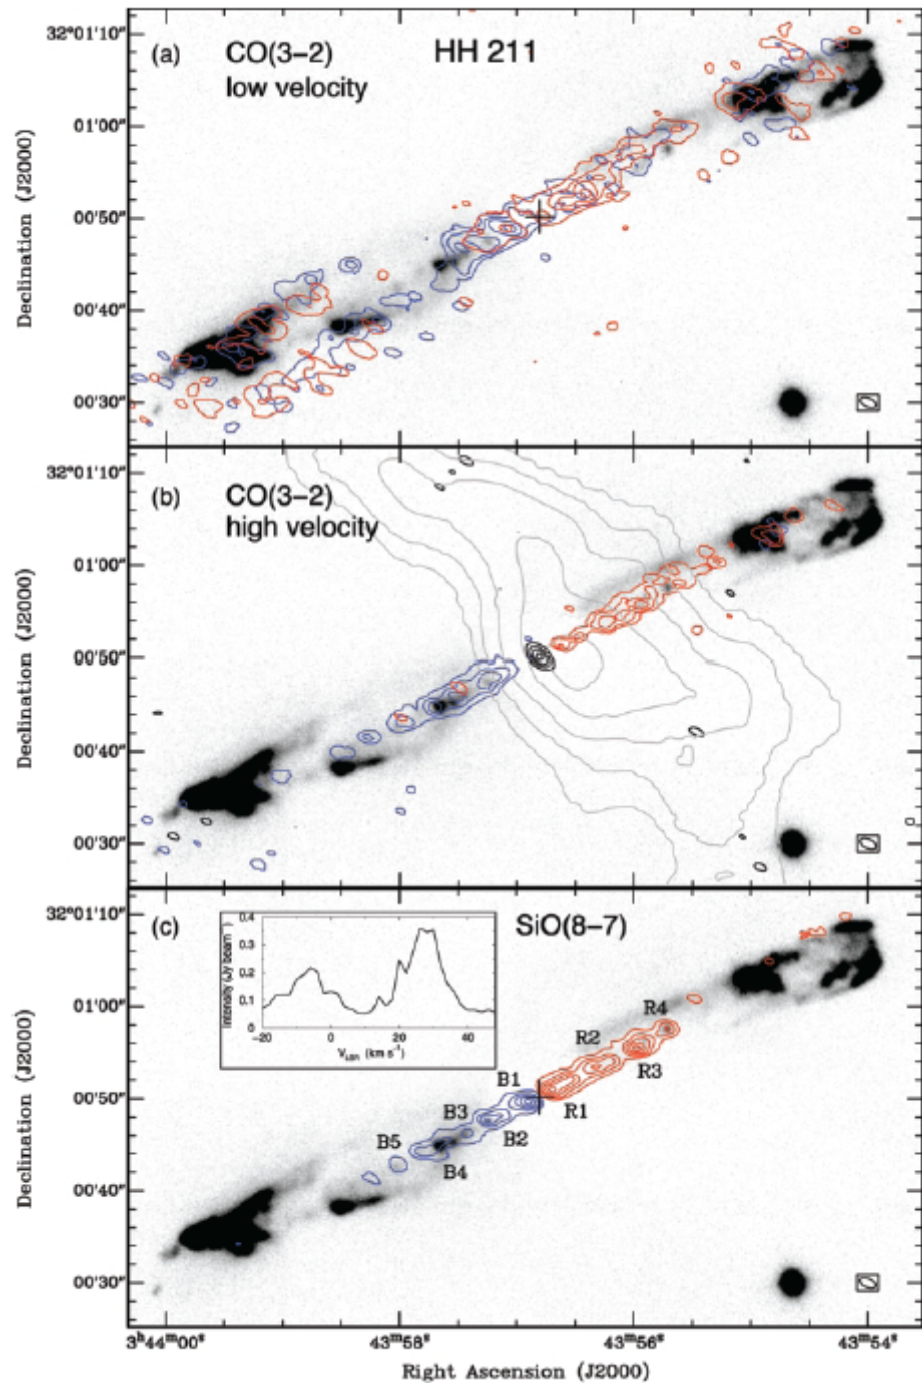 32°01'10"
(a)
CO(3−2)
low velocity
HH 211
01'00"
00'50"
00'40"
00'30"
Declination (J2000)
32°01'10"
(b)
CO(3−2)
high velocity
01'00"
00'50"
00'40"
00'30"
Declination (J2000)
32°01'10"
(c)
SiO(8−7)
0.4
0.3
0.2
0.1
0
Intensity (Jy beam⁻¹)
−20
0
20
40
V_LSR (km s⁻¹)
01'00"
00'50"
00'40"
00'30"
Declination (J2000)
R4
R2
R3
B1
R1
B3
B2
B5
B4
3ʰ44ᵐ00ˢ
43ᵐ58ˢ
43ᵐ56ˢ
43ᵐ54ˢ
Right Ascension (J2000)